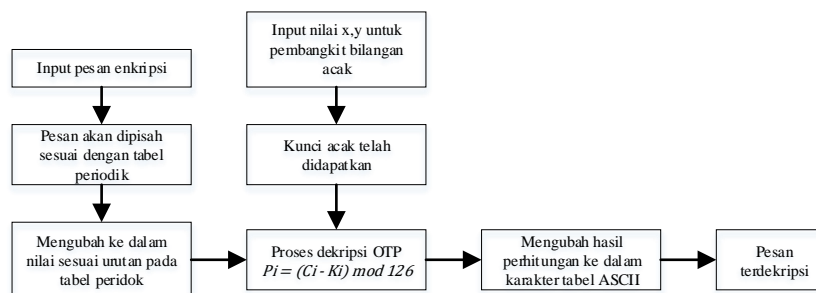 Input pesan enkripsi
Pesan akan dipisah
sesuai dengan tabel
periodik
Mengubah ke dalam
nilai sesuai urutan pada
tabel peridok
Input nilai x,y untuk
pembangkit bilangan
acak
Kunci acak telah
didapatkan
Proses dekripsi OTP
Pi = (Ci - Ki) mod 126
Mengubah hasil
perhitungan ke dalam
karakter tabel ASCII
Pesan
terdekripsi